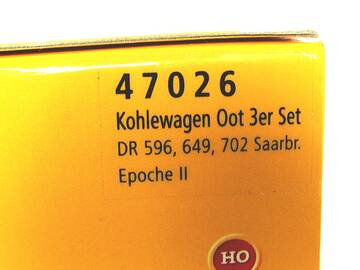 47026
Kohlewagen Oot 3er Set
DR 596, 649, 702 Saarbr.
Epoche II
HO